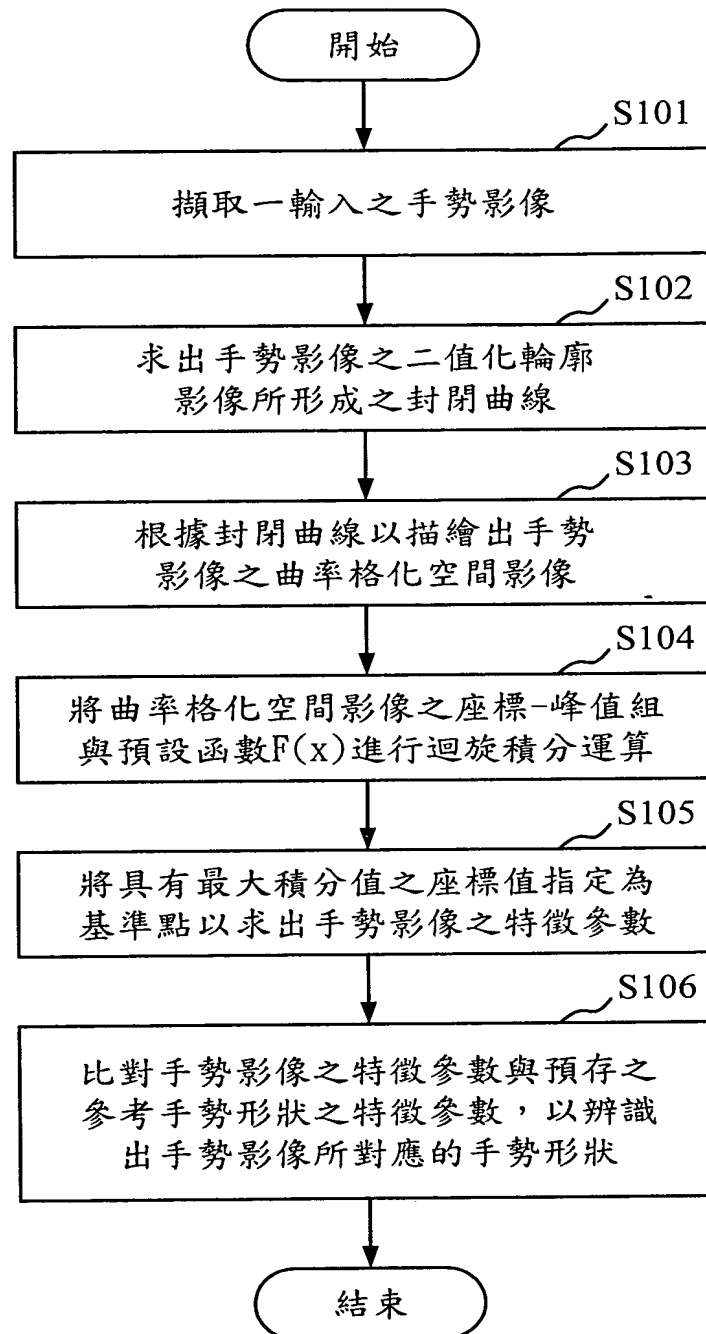 開始
S101
擷取一輸入之手勢影像
S102
求出手勢影像之二值化輪廓
影像所形成之封閉曲線
S103
根據封閉曲線以描繪出手勢
影像之曲率格化空間影像
S104
將曲率格化空間影像之座標-峰值組
與預設函數F(x)進行迴旋積分運算
S105
將具有最大積分值之座標值指定為
基準點以求出手勢影像之特徵參數
S106
比對手勢影像之特徵參數與預存之
參考手勢形狀之特徵參數，以辨識
出手勢影像所對應的手勢形狀
結束